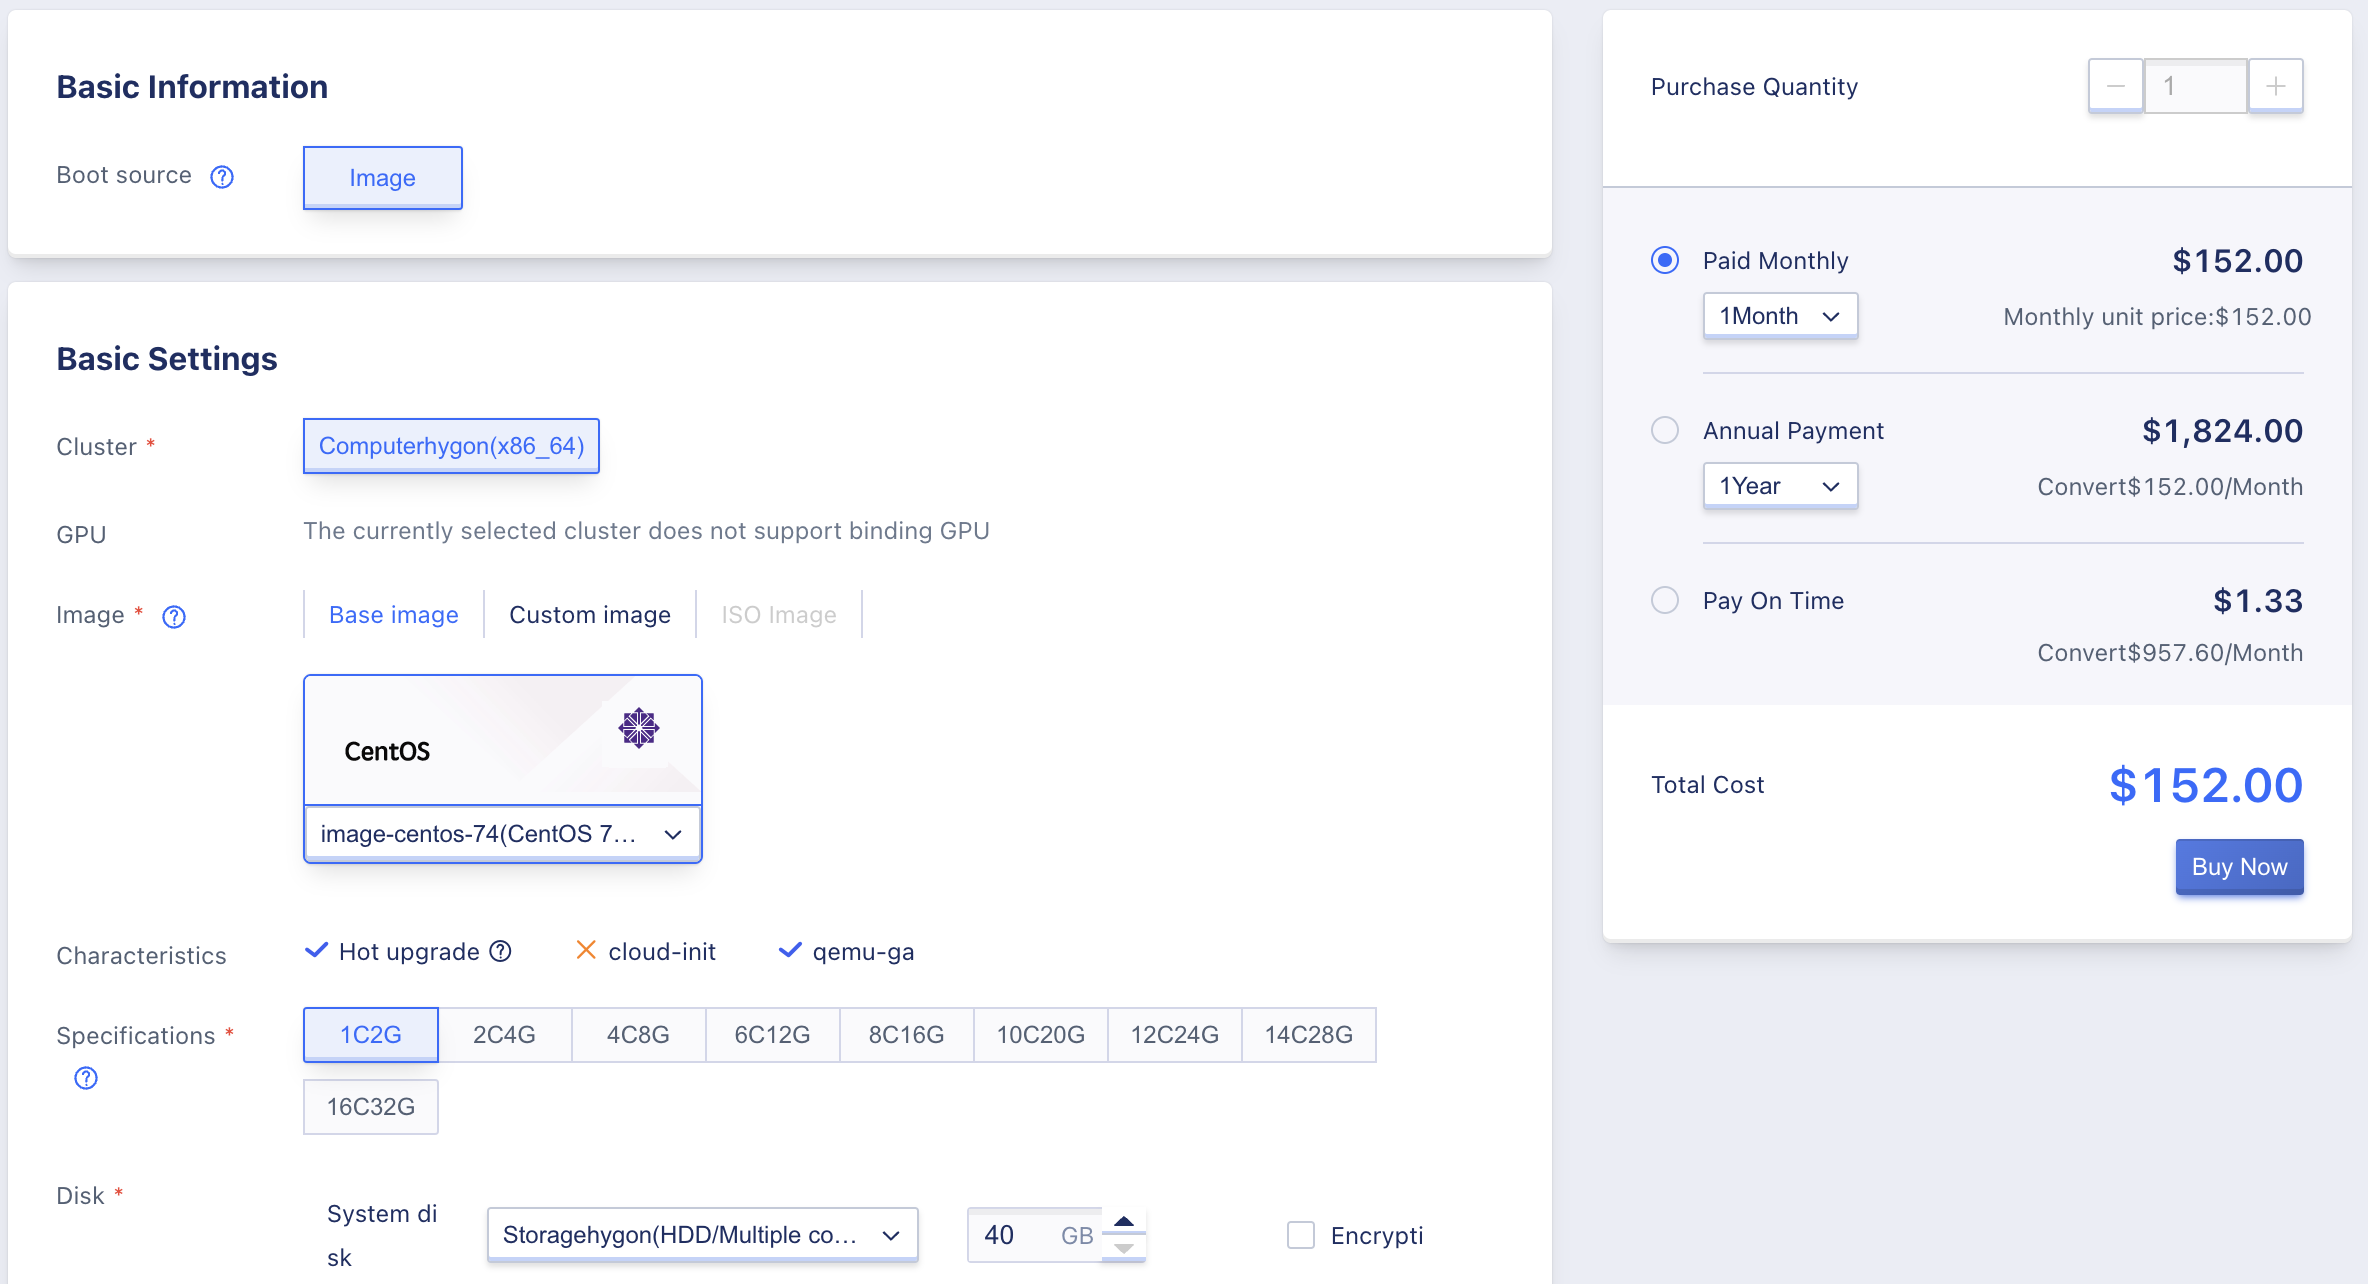 Basic Information
Boot source
Image
Basic Settings
Cluster *
Computerhygon(x86_64)
GPU
The currently selected cluster does not support binding GPU
Image *
Base image
Custom image
ISO Image
CentOS
image-centos-74(CentOS 7...
Characteristics
Hot upgrade
cloud-init
qemu-ga
Specifications *
1C2G
2C4G
4C8G
6C12G
8C16G
10C20G
12C24G
14C28G
16C32G
Disk *
System di
sk
Storagehygon(HDD/Multiple co...
40 GB
Encrypti
Purchase Quantity
1
Paid Monthly
$152.00
1Month
Monthly unit price:$152.00
Annual Payment
$1,824.00
1Year
Convert$152.00/Month
Pay On Time
$1.33
Convert$957.60/Month
Total Cost
$152.00
Buy Now